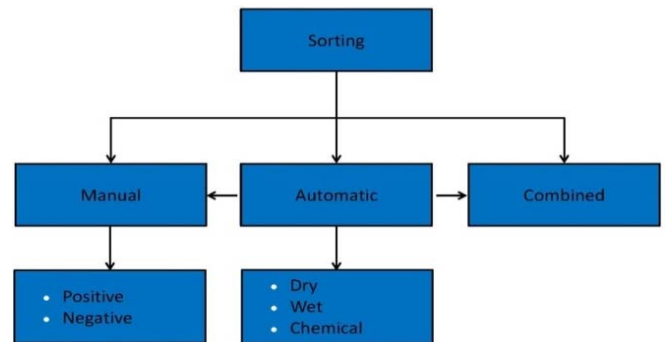 Sorting
Manual
Automatic
Combined
• Positive
• Negative
• Dry
• Wet
• Chemical